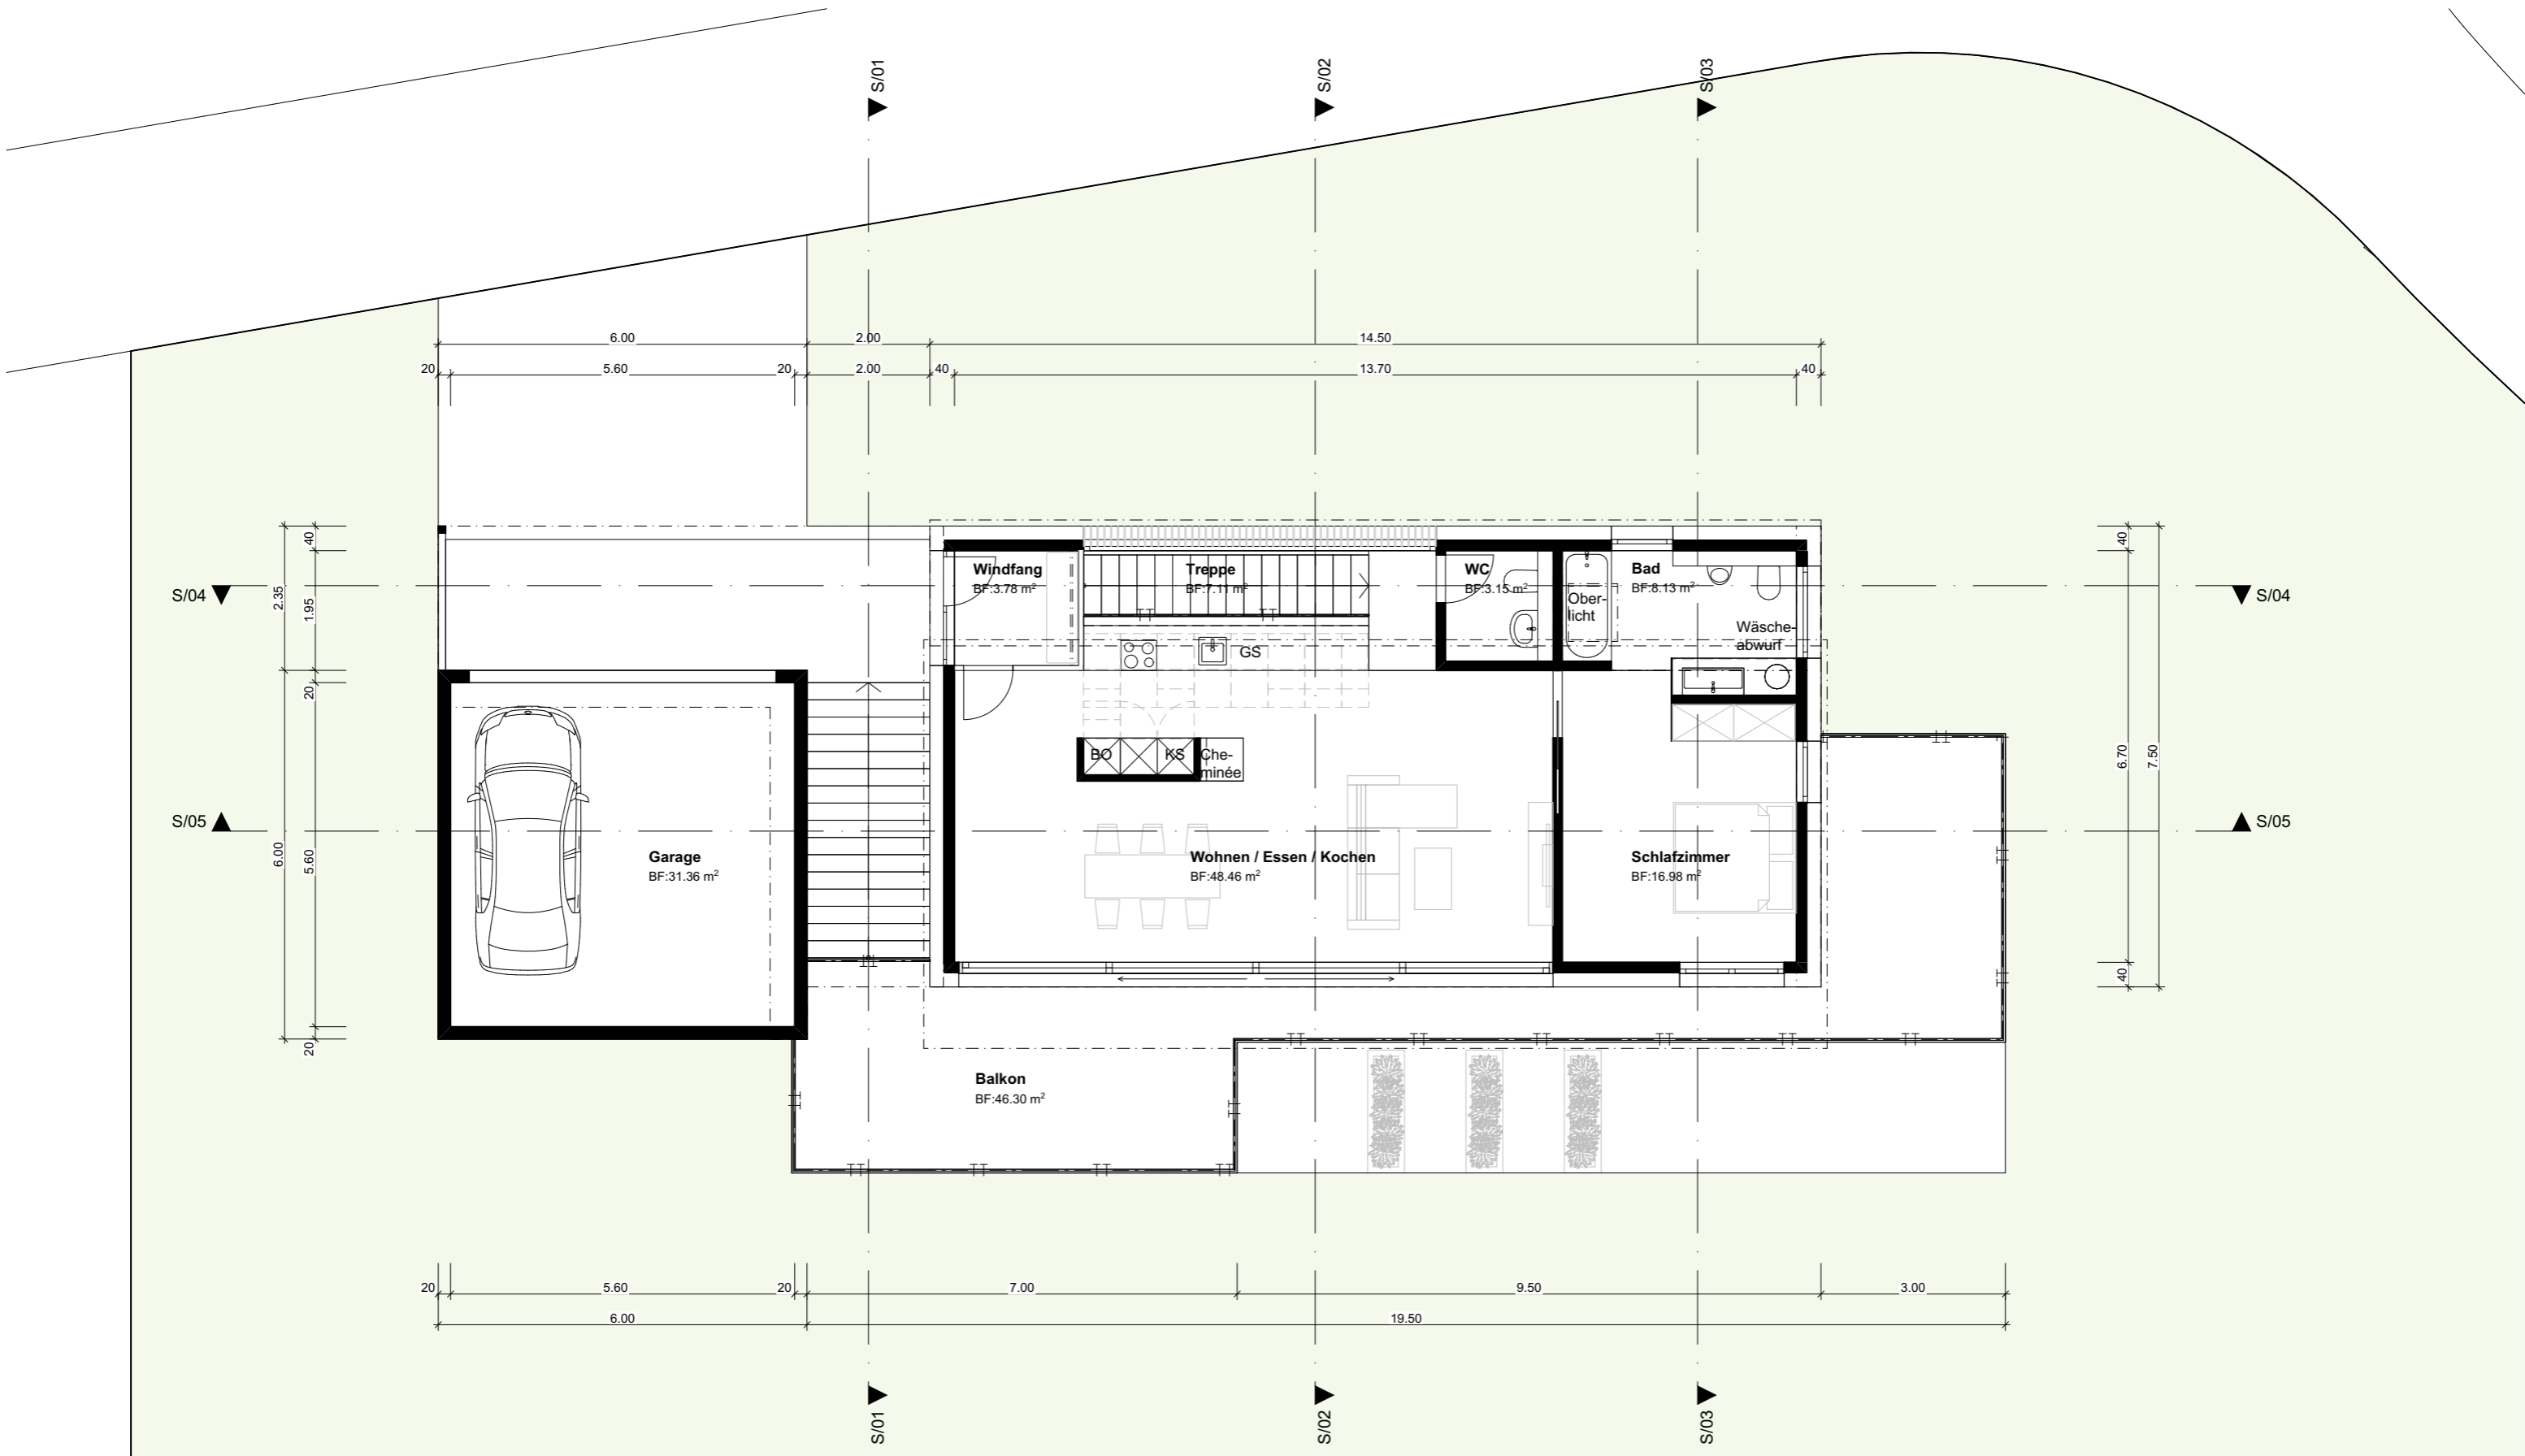 S/01
S/02
S/03
6.00
2.00
14.50
20
5.60
20
2.00
40
13.70
40
S/04
2.35
40
1.95
Windfang
BF:3.78 m²
Treppe
BF:7.11 m²
WC
BF:3.15 m²
Bad
BF:8.13 m²
Ober-
licht
Wäsche-
abwurf
GS
40
S/04
20
BO
KS
Che-
minée
6.70
7.50
S/05
6.00
5.60
Garage
BF:31.36 m²
Wohnen / Essen / Kochen
BF:48.46 m²
Schlafzimmer
BF:16.98 m²
S/05
40
20
Balkon
BF:46.30 m²
20
5.60
20
7.00
9.50
3.00
6.00
19.50
S/01
S/02
S/03